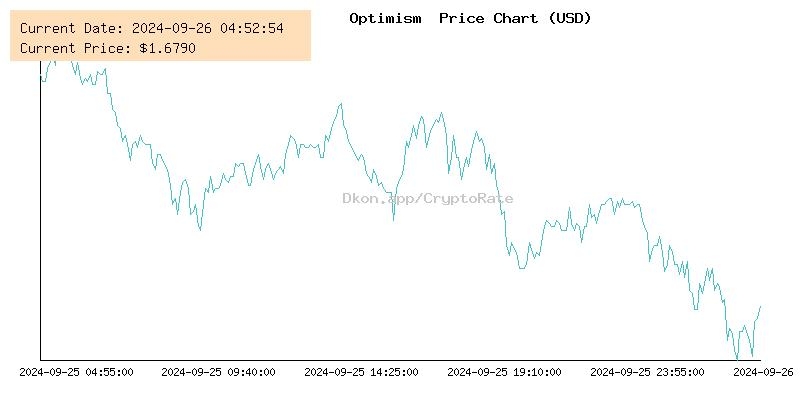 Optimism  Price Chart (USD)
Current Date: 2024-09-26 04:52:54
Current Price: $1.6790
Dkon.app/CryptoRate
2024-09-25 04:55:00 2024-09-25 09:40:00 2024-09-25 14:25:00 2024-09-25 19:10:00 2024-09-25 23:55:00 2024-09-26